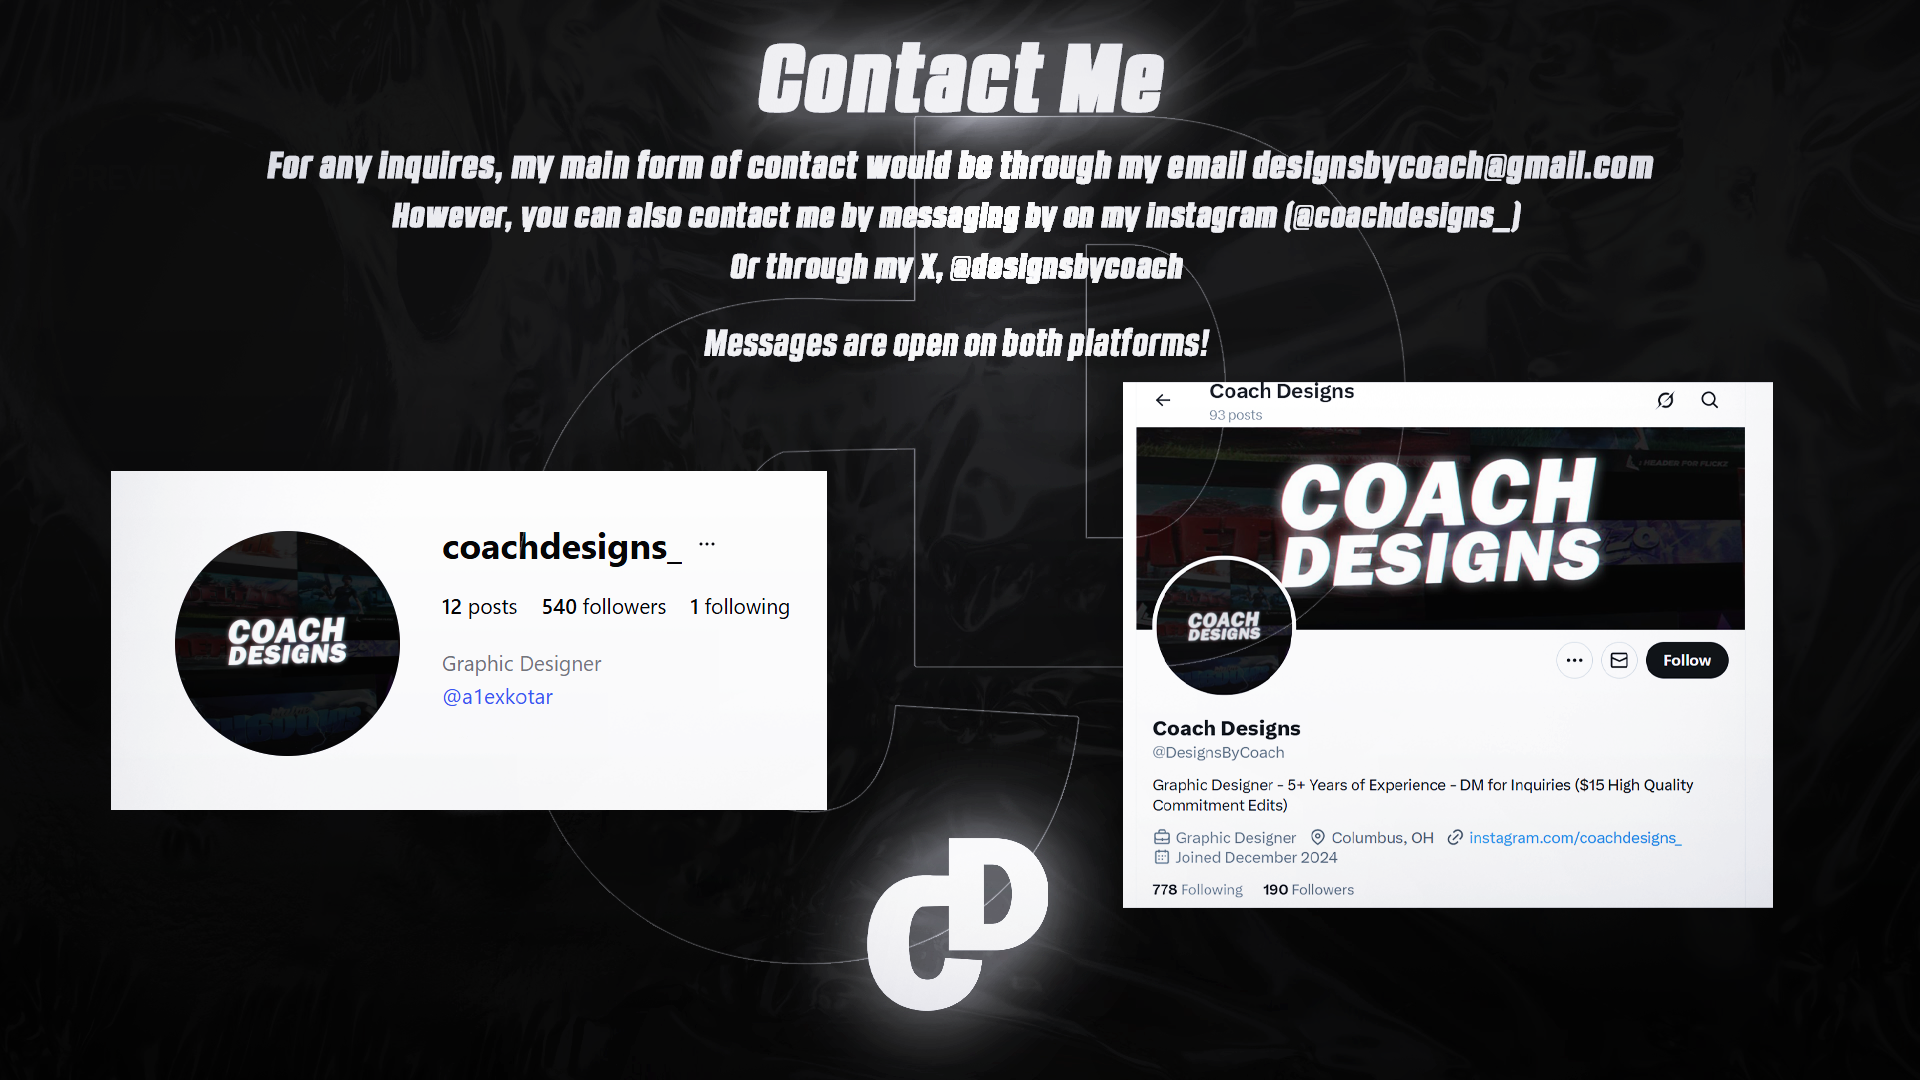 Contact Me
For any inquires, my main form of contact would be through my email designsbycoach@gmail.com
However, you can also contact me by messaging by on my instagram (@coachdesigns_)
Or through my X, @designsbycoach
Messages are open on both platforms!
coachdesigns_ ...
12 posts 540 followers 1 following
Graphic Designer
@a1exkotar
COACH
DESIGNS
Coach Designs
93 posts
HEADER FOR FLICKZ
COACH
DESIGNS
COACH
DESIGNS
Follow
Coach Designs
@DesignsByCoach
Graphic Designer - 5+ Years of Experience - DM for Inquiries ($15 High Quality
Commitment Edits)
Graphic Designer Columbus, OH instagram.com/coachdesigns_
Joined December 2024
778 Following 190 Followers
CD